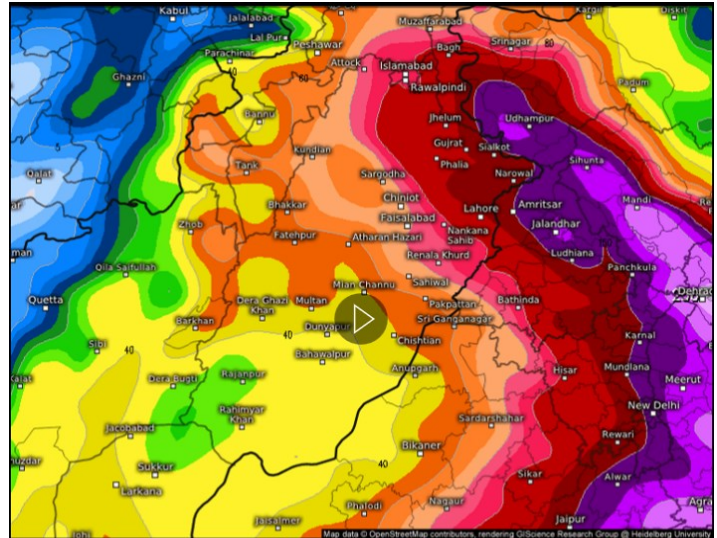 Kabul
Jalalabad
Lal Pur
Peshawar
Parachinar
40
60
Attock
Muzaffarabad
Bagh
Srinagar
80
Kargil
Diskit
Padum
Ghazni
Islamabad
Rawalpindi
Bannu
Jhelum
Udhampur
Gujrat
Sialkot
Phalia
Kundian
Tank
Sihunta
Qalat
Sargodha
Narowal
Chiniot
Mandi
Bhakkar
Lahore
Amritsar
Faisalabad
Jalandhar
Zhob
Nankana
Sahib
Fatehpur
Atharan Hazari
Renala Khurd
Ludhiana
Panchkula
Qila Saifullah
Sahiwal
Mian Channu
Quetta
Dera Ghazi
Khan
Multan
Pakpattan
Bathinda
Barkhan
Sri Ganganagar
Dunyapur
40
Chishtian
Karnal
Sibi
40
Bahawalpur
Kalat
Dera Bugti
Rajanpur
Anupgarh
Hisar
Mundlana
Meerut
Rahimyar
Khan
New Delhi
Jacobabad
Sardarshahar
Rewari
Bikaner
Sukkur
40
Larkana
Sikar
Alwar
Phalodi
Nagaur
Agra
Jaisalmer
Jaipur
Map data © OpenStreetMap contributors, rendering GIScience Research Group @ Heidelberg University